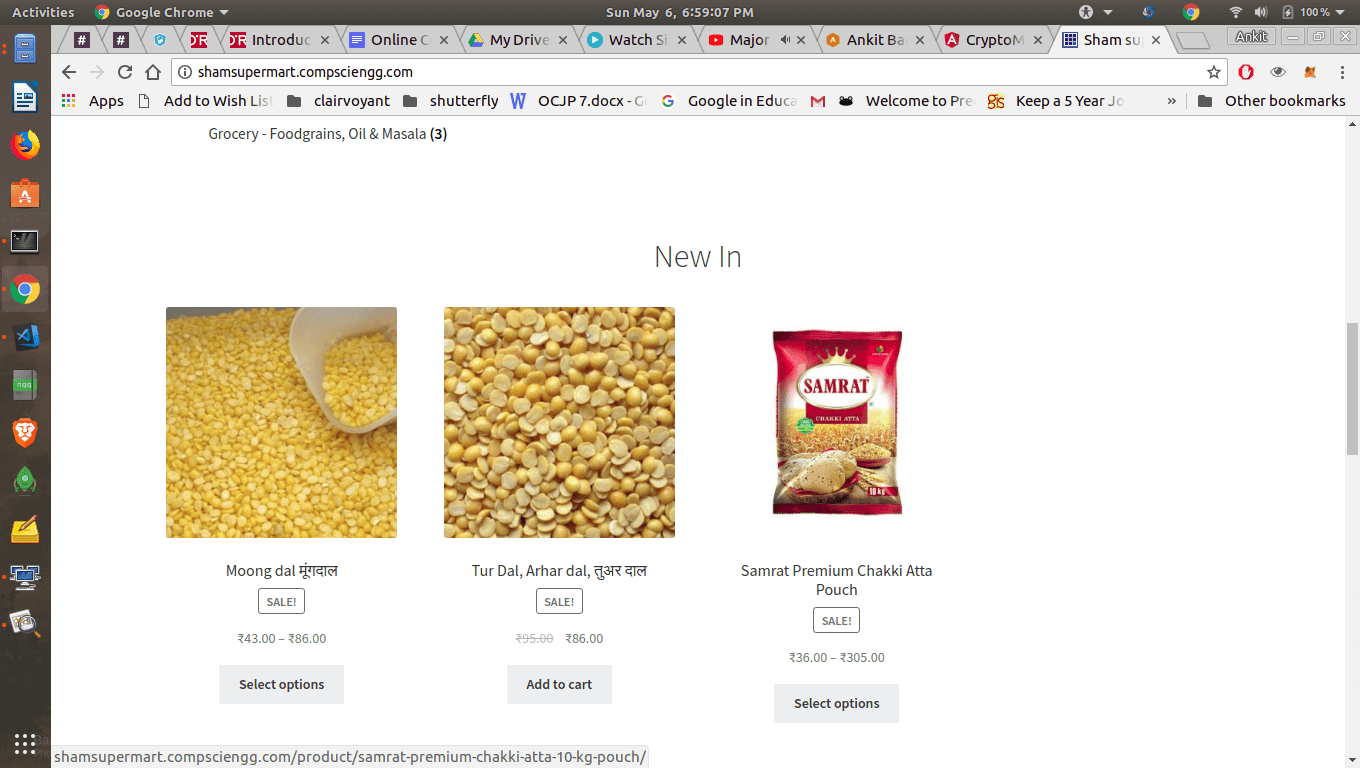 Activities
Google Chrome
Sun May 6, 6:59:07 PM
100 %
#
#
Introduc
Online C
My Drive
Watch Si
Major
Ankit Ba
CryptoM
Sham su
Ankit
shamsupermart.compsciengg.com
Apps
Add to Wish List
clairvoyant
shutterfly
OCJP 7.docx - Go
Google in Educa
Welcome to Pre
Keep a 5 Year Jo
»
Other bookmarks
Grocery - Foodgrains, Oil & Masala (3)
New In
SAMRAT
CHAKKI ATTA
10 kg
Moong dal मूंगदाल
SALE!
₹43.00 – ₹86.00
Select options
Tur Dal, Arhar dal, तुअर दाल
SALE!
₹95.00 ₹86.00
Add to cart
Samrat Premium Chakki Atta
Pouch
SALE!
₹36.00 – ₹305.00
Select options
shamsupermart.compsciengg.com/product/samrat-premium-chakki-atta-10-kg-pouch/